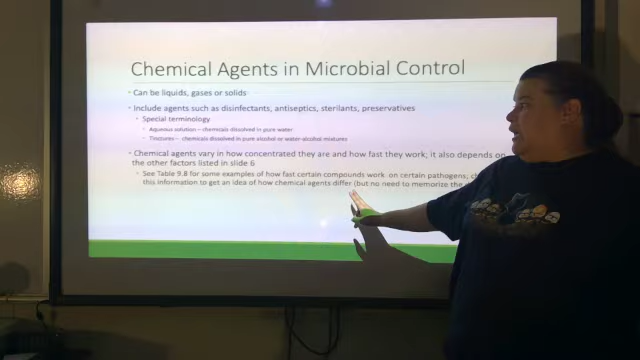 Chemical Agents in Microbial Control
• Can be liquids, gases or solids
• Include agents such as disinfectants, antiseptics, sterilants, preservatives
• Special terminology
• Aqueous solution – chemicals dissolved in pure water
• Tinctures – chemicals dissolved in pure alcohol or water-alcohol mixtures
• Chemical agents vary in how concentrated they are and how fast they work; it also depends on
the other factors listed in slide 6
• See Table 9.8 for some examples of how fast certain compounds work on certain pathogens,
this information to get an idea of how chemical agents differ (but no need to memorize the